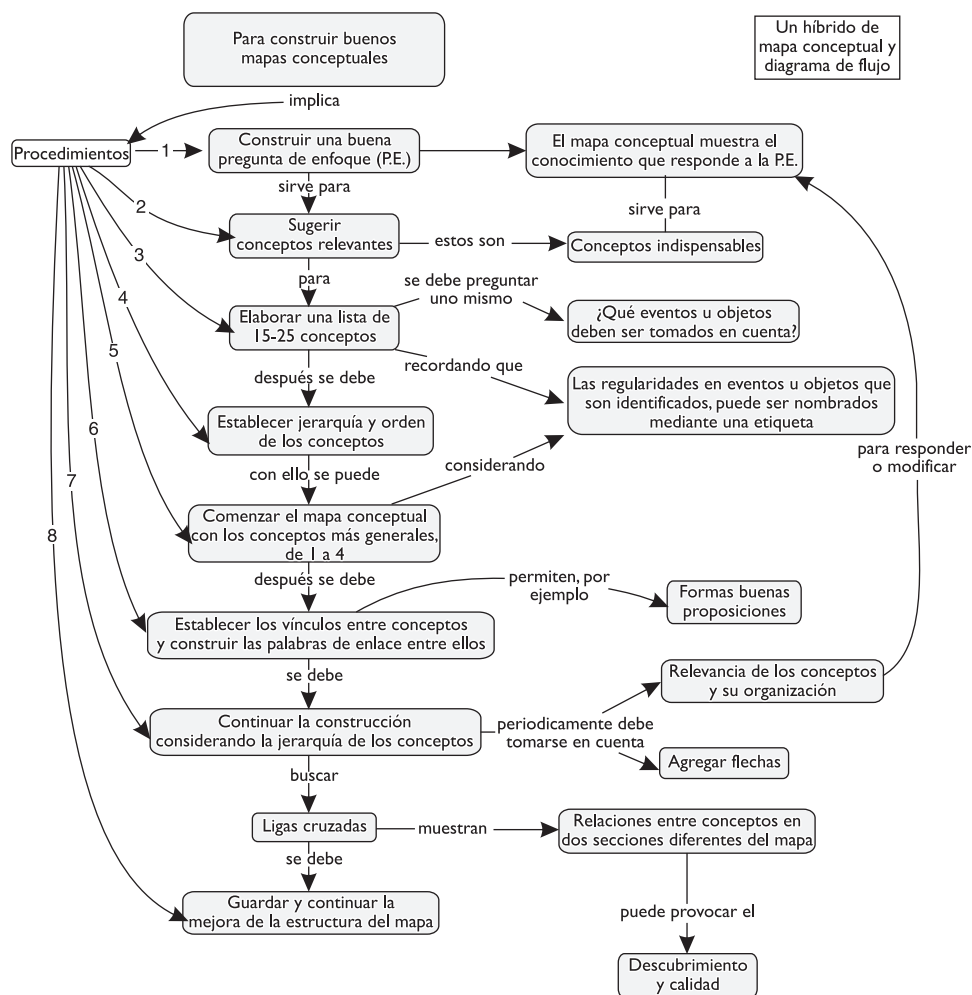 Para construir buenos
mapas conceptuales
Un híbrido de
mapa conceptual y
diagrama de flujo
implica
Procedimientos
1
Construir una buena
pregunta de enfoque (P.E.)
El mapa conceptual muestra el
conocimiento que responde a la P.E.
sirve para
2
sirve para
Sugerir
conceptos relevantes
estos son
Conceptos indispensables
3
para
se debe preguntar
uno mismo
4
Elaborar una lista de
15-25 conceptos
¿Qué eventos u objetos
deben ser tomados en cuenta?
5
después se debe
recordando que
Las regularidades en eventos u objetos que
son identificados, puede ser nombrados
mediante una etiqueta
6
Establecer jerarquía y orden
de los conceptos
para responder
o modificar
7
con ello se puede
considerando
8
Comenzar el mapa conceptual
con los conceptos más generales,
de 1 a 4
después se debe
permiten, por
ejemplo
Formas buenas
proposiciones
Establecer los vínculos entre conceptos
y construir las palabras de enlace entre ellos
se debe
Relevancia de los conceptos
y su organización
Continuar la construcción
considerando la jerarquía de los conceptos
periodicamente debe
tomarse en cuenta
Agregar flechas
buscar
Ligas cruzadas
muestran
Relaciones entre conceptos en
dos secciones diferentes del mapa
se debe
Guardar y continuar la
mejora de la estructura del mapa
puede provocar el
Descubrimiento
y calidad